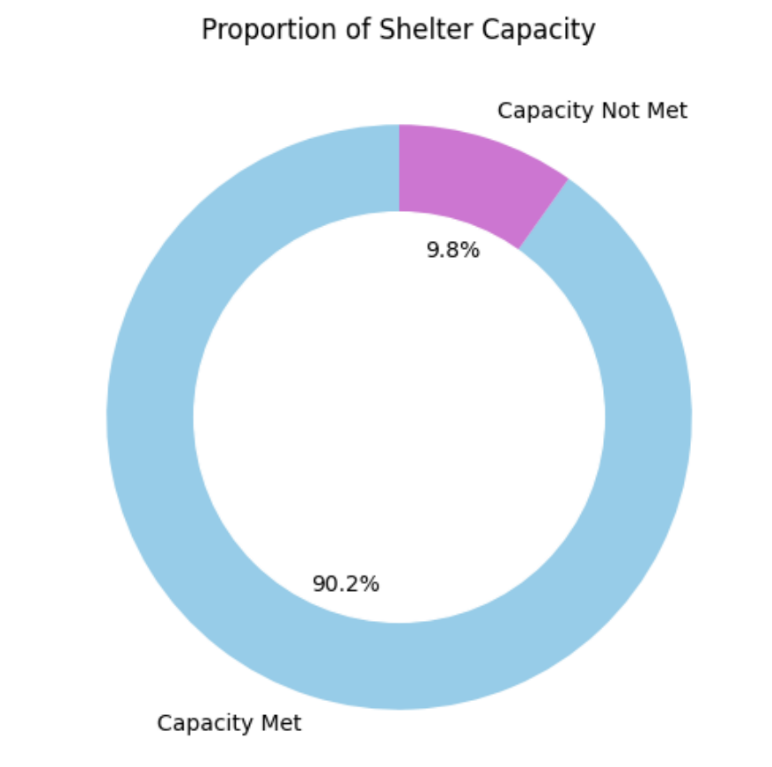 Proportion of Shelter Capacity
Capacity Not Met
9.8%
90.2%
Capacity Met